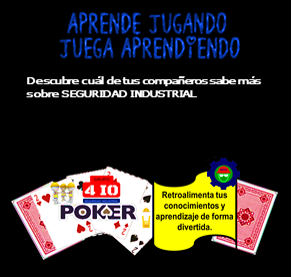 APRENDE JUGANDO
JUEGA APRENDIENDO
Descubre cuál de tus compañeros sabe más
sobre SEGURIDAD INDUSTRIAL
4 10
POKER
Retroalimenta tus
conocimientos y
aprendizaje de forma
divertida.